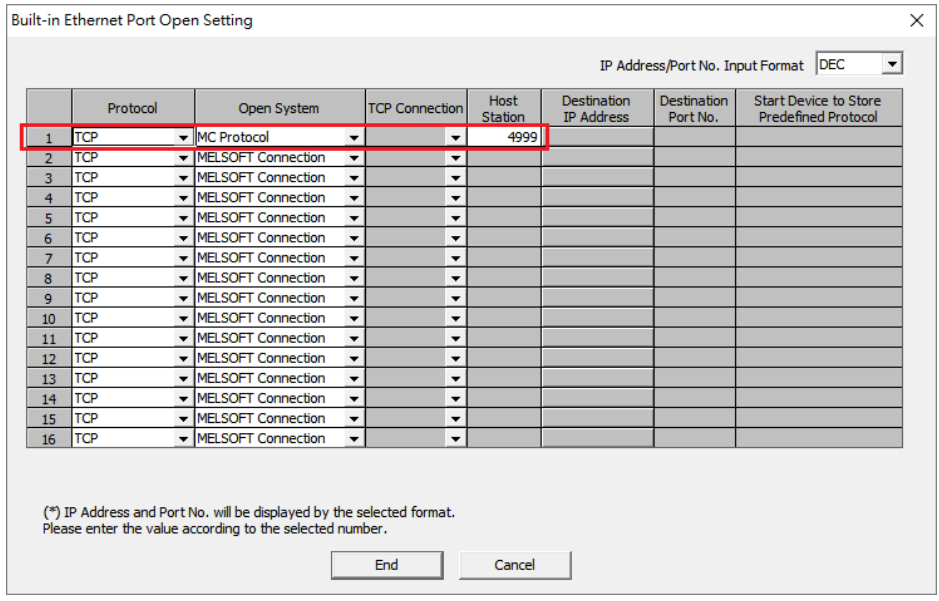 Built-in Ethernet Port Open Setting
IP Address/Port No. Input Format DEC
Protocol Open System TCP Connection Host Station Destination IP Address Destination Port No. Start Device to Store Predefined Protocol
1 TCP MC Protocol 4999
2 TCP MELSOFT Connection
3 TCP MELSOFT Connection
4 TCP MELSOFT Connection
5 TCP MELSOFT Connection
6 TCP MELSOFT Connection
7 TCP MELSOFT Connection
8 TCP MELSOFT Connection
9 TCP MELSOFT Connection
10 TCP MELSOFT Connection
11 TCP MELSOFT Connection
12 TCP MELSOFT Connection
13 TCP MELSOFT Connection
14 TCP MELSOFT Connection
15 TCP MELSOFT Connection
16 TCP MELSOFT Connection
(*) IP Address and Port No. will be displayed by the selected format.
Please enter the value according to the selected number.
End Cancel